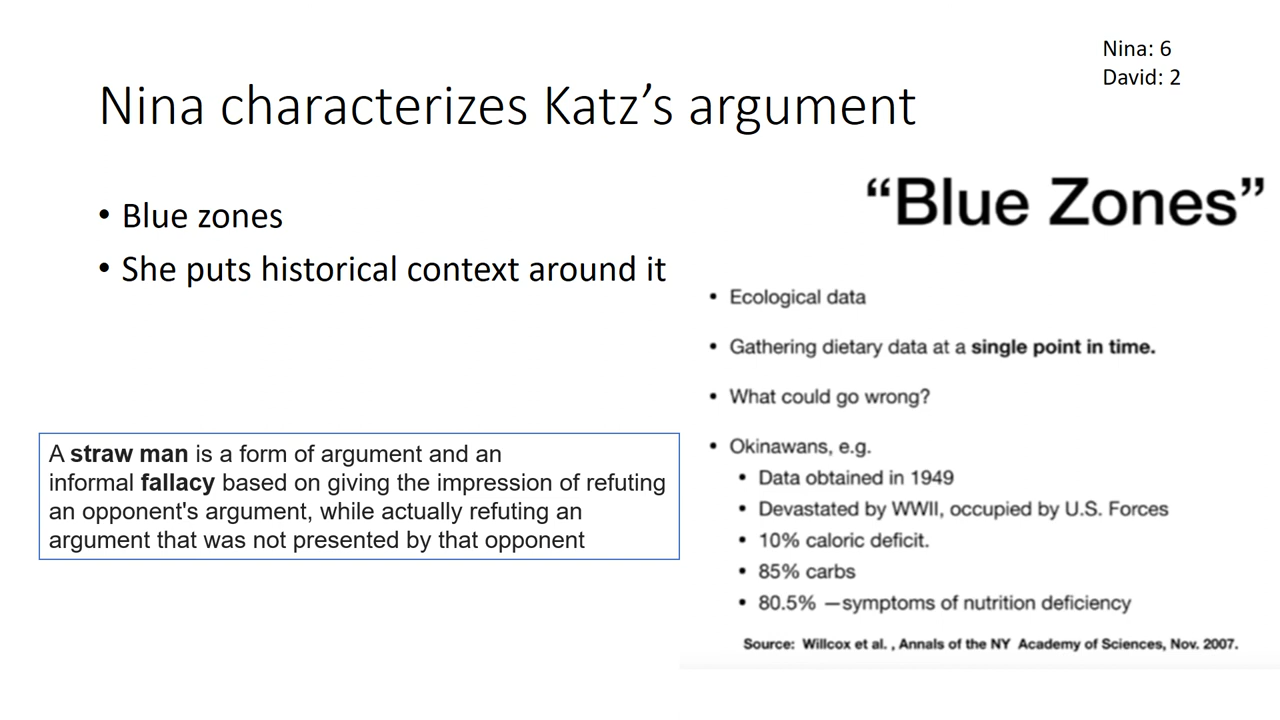 Nina: 6
David: 2
Nina characterizes Katz’s argument
• Blue zones
• She puts historical context around it
A straw man is a form of argument and an
informal fallacy based on giving the impression of refuting
an opponent's argument, while actually refuting an
argument that was not presented by that opponent
“Blue Zones”
• Ecological data
• Gathering dietary data at a single point in time.
• What could go wrong?
• Okinawans, e.g.
• Data obtained in 1949
• Devastated by WWII, occupied by U.S. Forces
• 10% caloric deficit.
• 85% carbs
• 80.5% —symptoms of nutrition deficiency
Source: Willcox et al. , Annals of the NY Academy of Sciences, Nov. 2007.